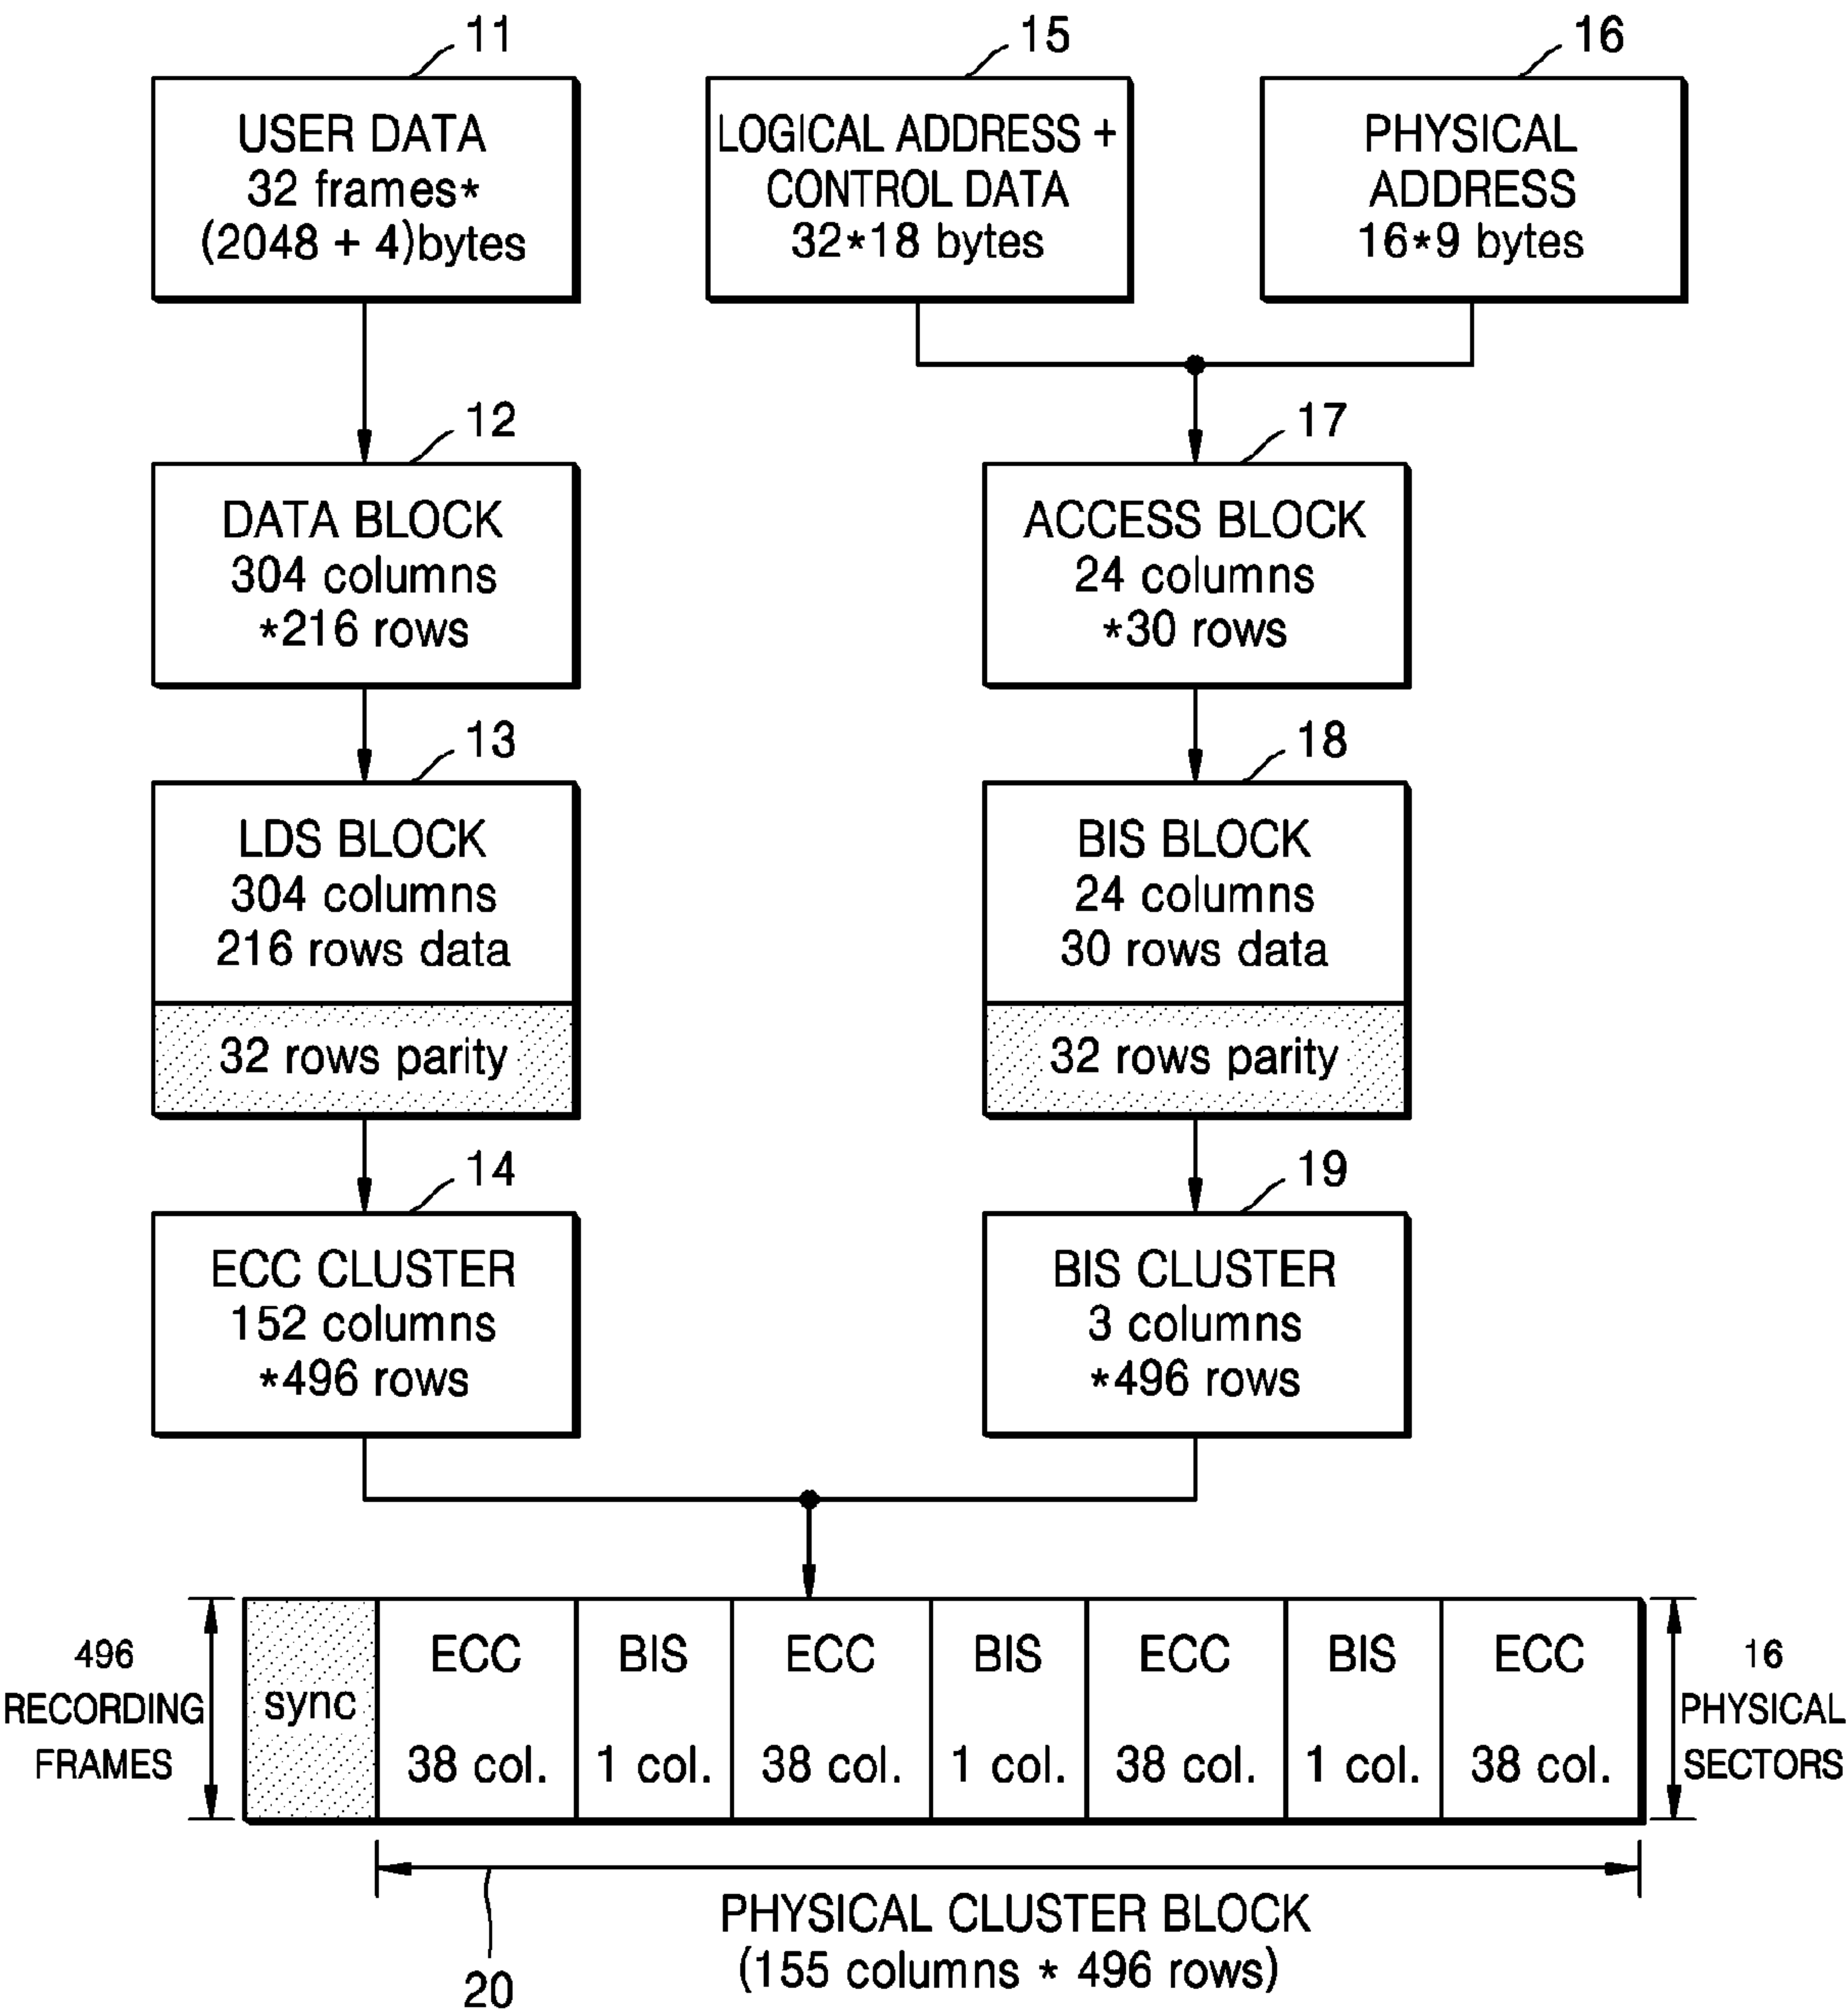 11
USER DATA
32 frames*
(2048 + 4)bytes
15
LOGICAL ADDRESS +
CONTROL DATA
32*18 bytes
16
PHYSICAL
ADDRESS
16*9 bytes
12
DATA BLOCK
304 columns
*216 rows
17
ACCESS BLOCK
24 columns
*30 rows
13
LDS BLOCK
304 columns
216 rows data
32 rows parity
18
BIS BLOCK
24 columns
30 rows data
32 rows parity
14
ECC CLUSTER
152 columns
*496 rows
19
BIS CLUSTER
3 columns
*496 rows
496
RECORDING
FRAMES
sync
ECC
38 col.
BIS
1 col.
ECC
38 col.
BIS
1 col.
ECC
38 col.
BIS
1 col.
ECC
38 col.
16
PHYSICAL
SECTORS
20
PHYSICAL CLUSTER BLOCK
(155 columns * 496 rows)